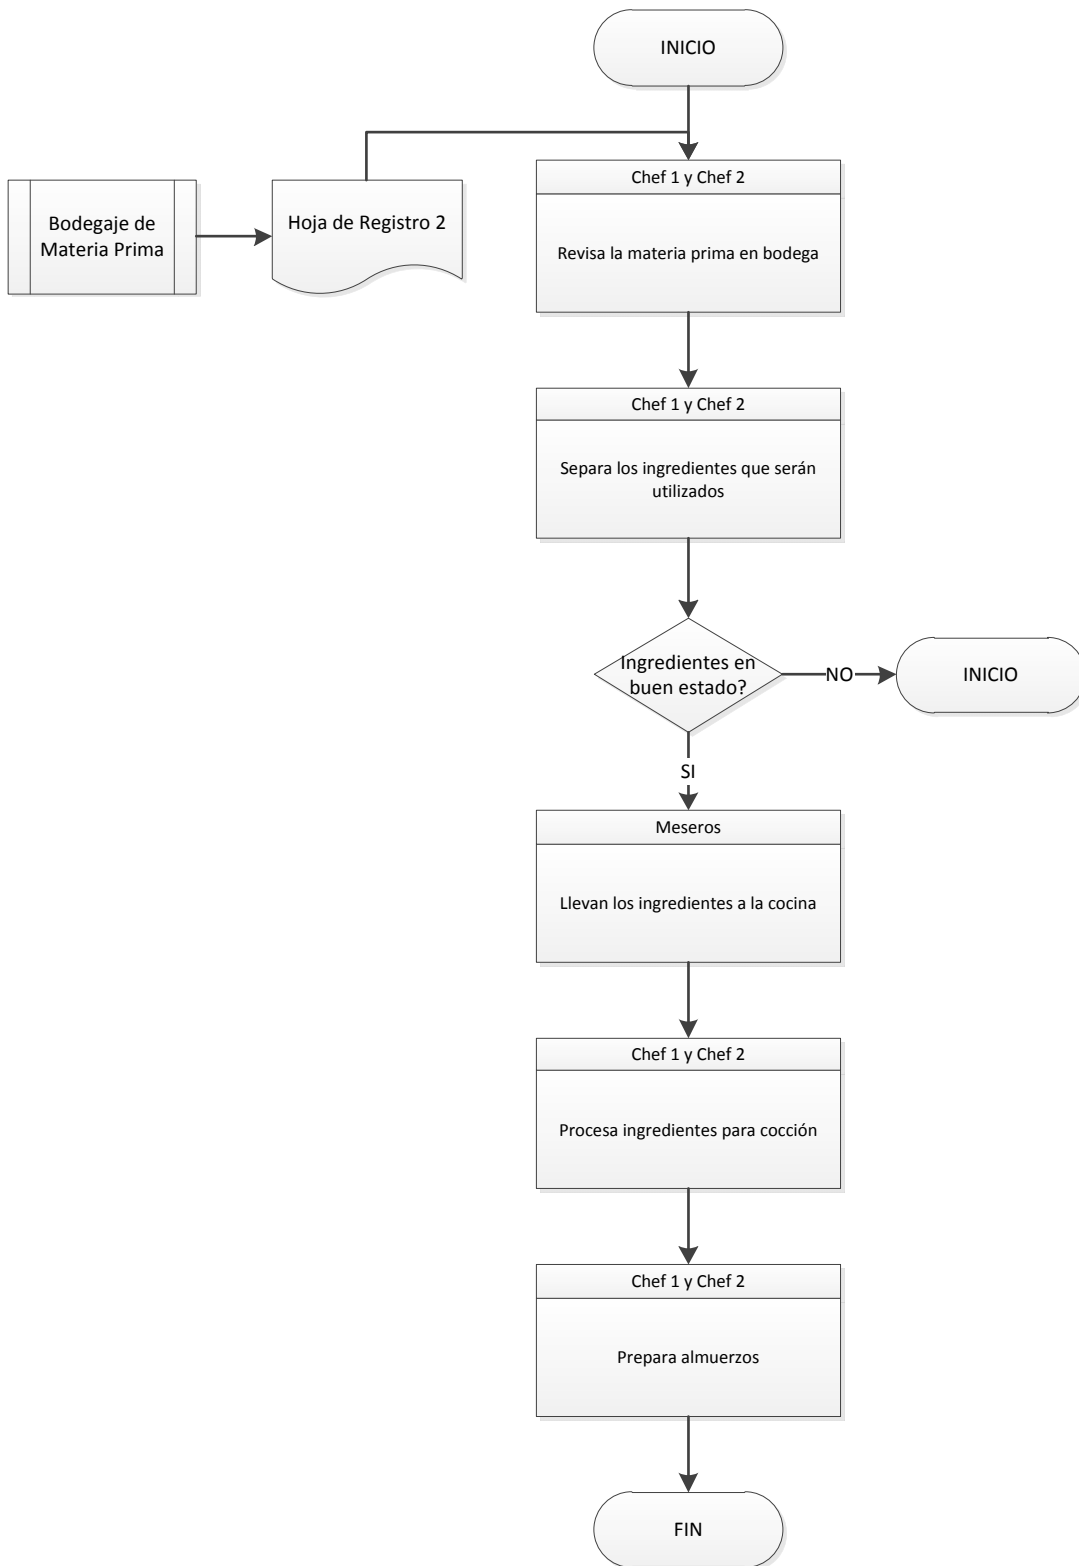 INICIO
Bodegaje de
Materia Prima
Hoja de Registro 2
Chef 1 y Chef 2
Revisa la materia prima en bodega
Chef 1 y Chef 2
Separa los ingredientes que serán
utilizados
Ingredientes en
buen estado?
NO
INICIO
SI
Meseros
Llevan los ingredientes a la cocina
Chef 1 y Chef 2
Procesa ingredientes para cocción
Chef 1 y Chef 2
Prepara almuerzos
FIN